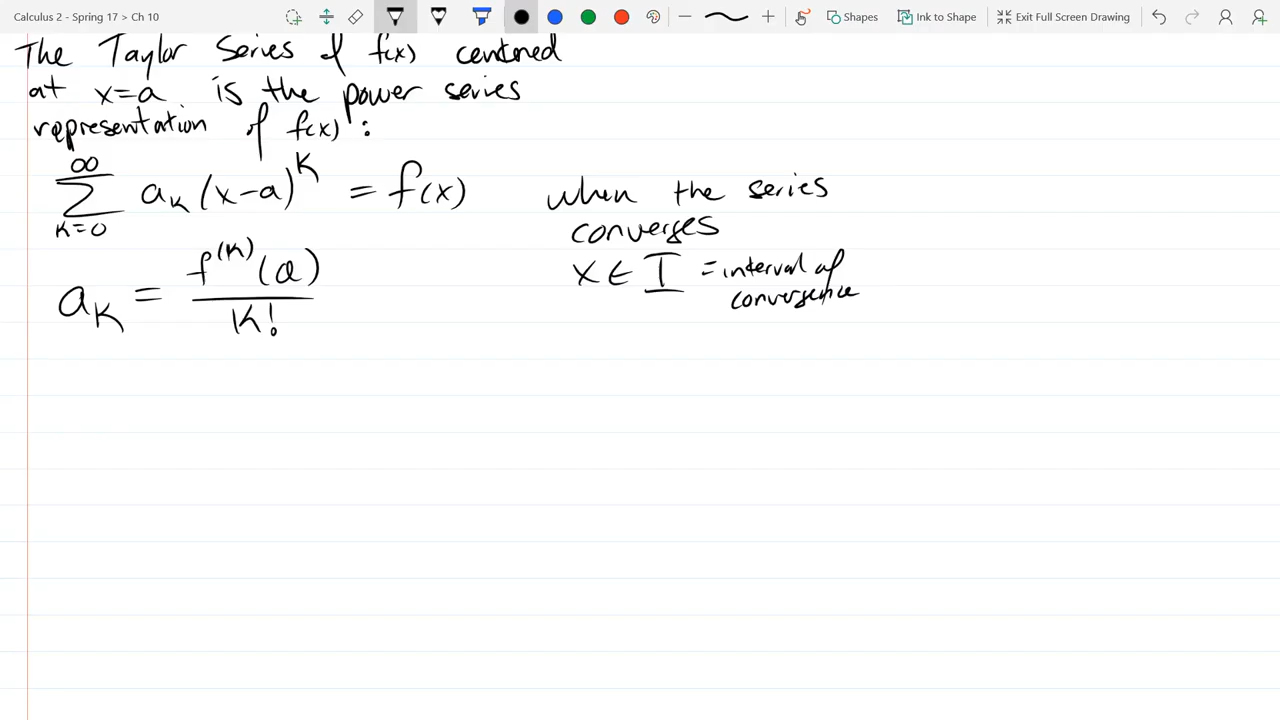 Calculus 2 - Spring 17 > Ch 10
Shapes
Ink to Shape
Exit Full Screen Drawing
The Taylor Series of f(x) centered
at x=a is the power series
representation of f(x) :
∞
∑ a_k (x-a)^k = f(x)
k=0
when the series
converges
x ∈ I = interval of
convergence
a_k = f^(k)(a) / k!